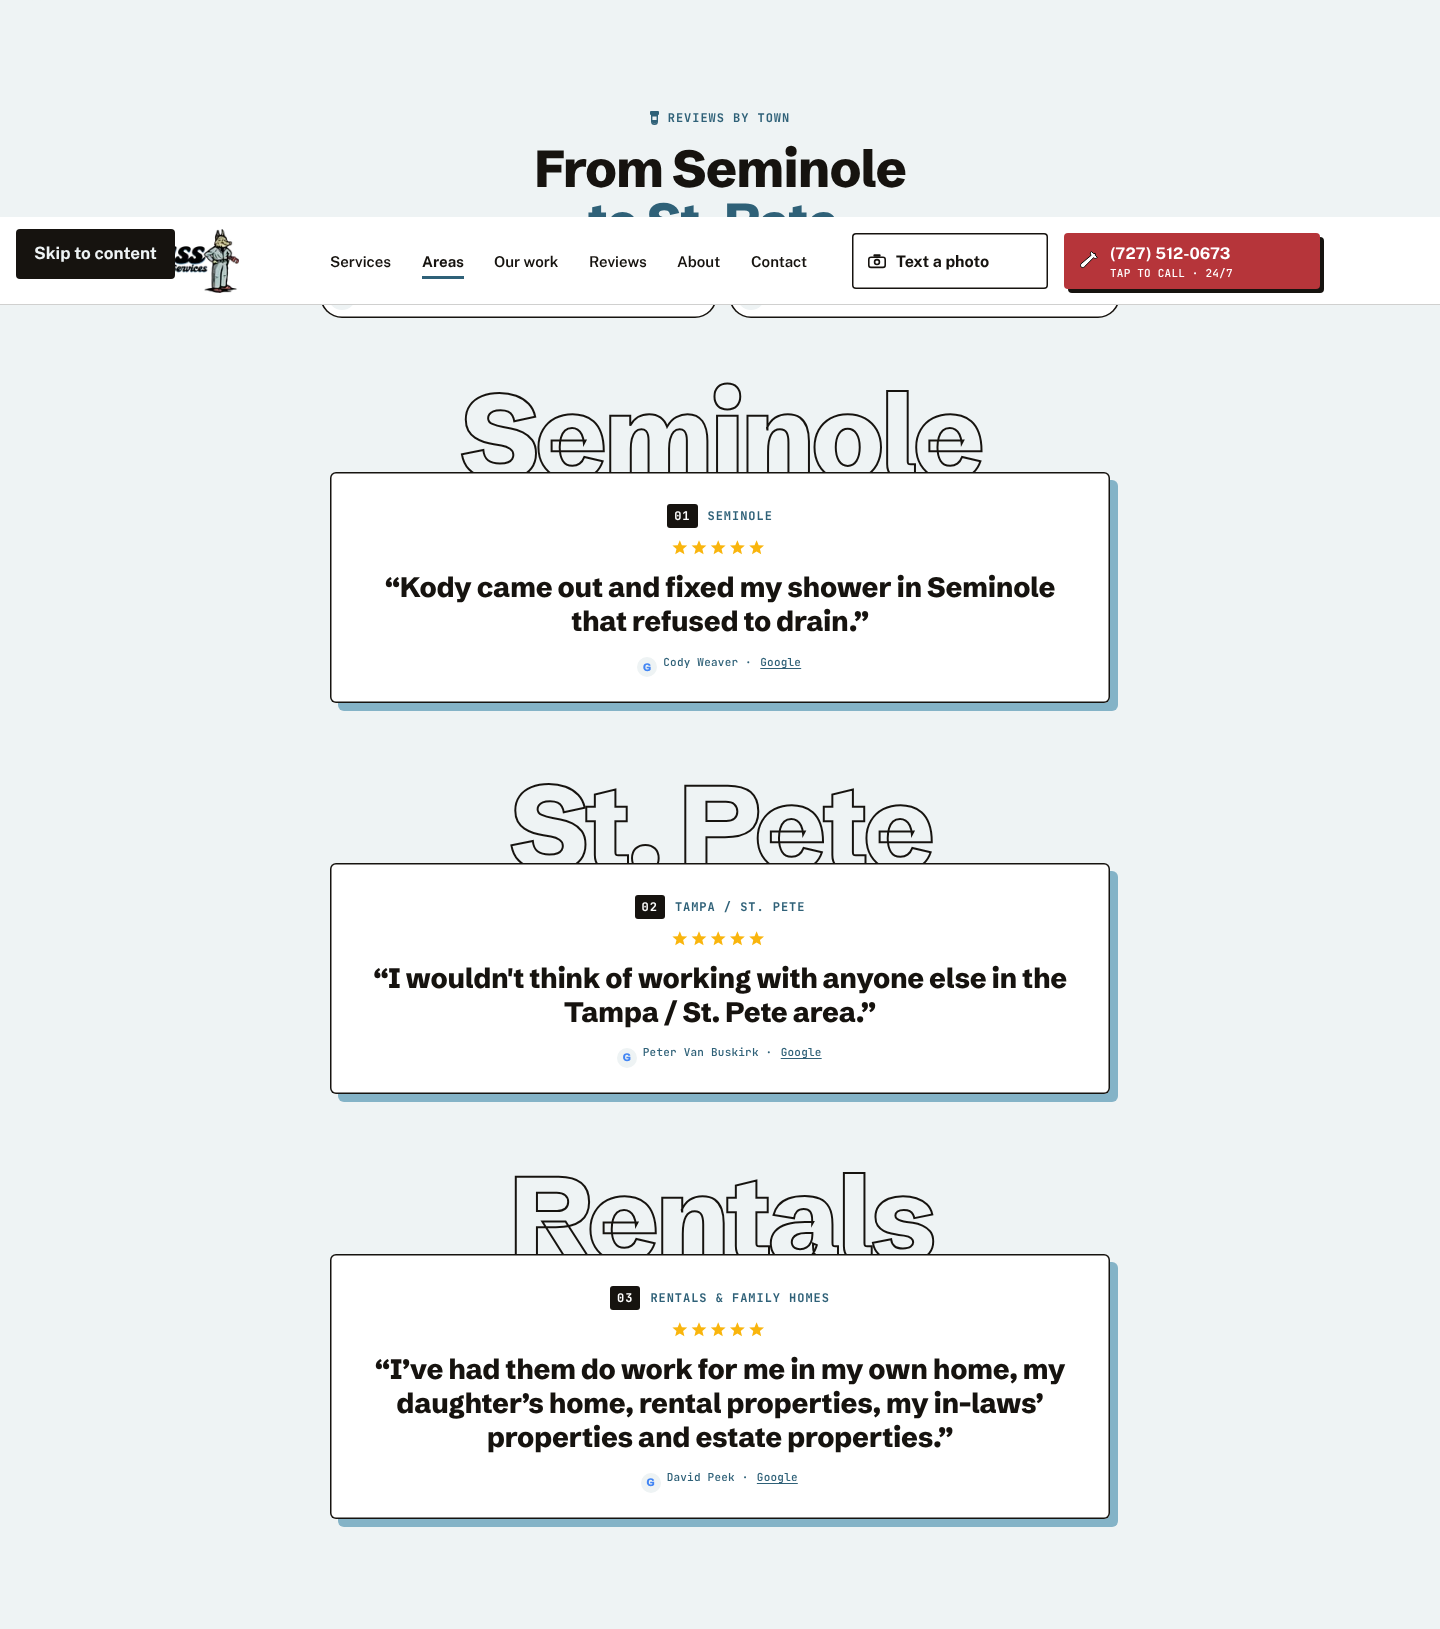 REVIEWS BY TOWN
From Seminole
to St. Pete
Skip to content
Services
Areas
Our work
Reviews
About
Contact
Text a photo
(727) 512-0673
TAP TO CALL · 24/7
Seminole
01 SEMINOLE
“Kody came out and fixed my shower in Seminole
that refused to drain.”
G Cody Weaver · Google
St. Pete
02 TAMPA / ST. PETE
“I wouldn't think of working with anyone else in the
Tampa / St. Pete area.”
G Peter Van Buskirk · Google
Rentals
03 RENTALS & FAMILY HOMES
“I’ve had them do work for me in my own home, my
daughter’s home, rental properties, my in-laws’
properties and estate properties.”
G David Peek · Google